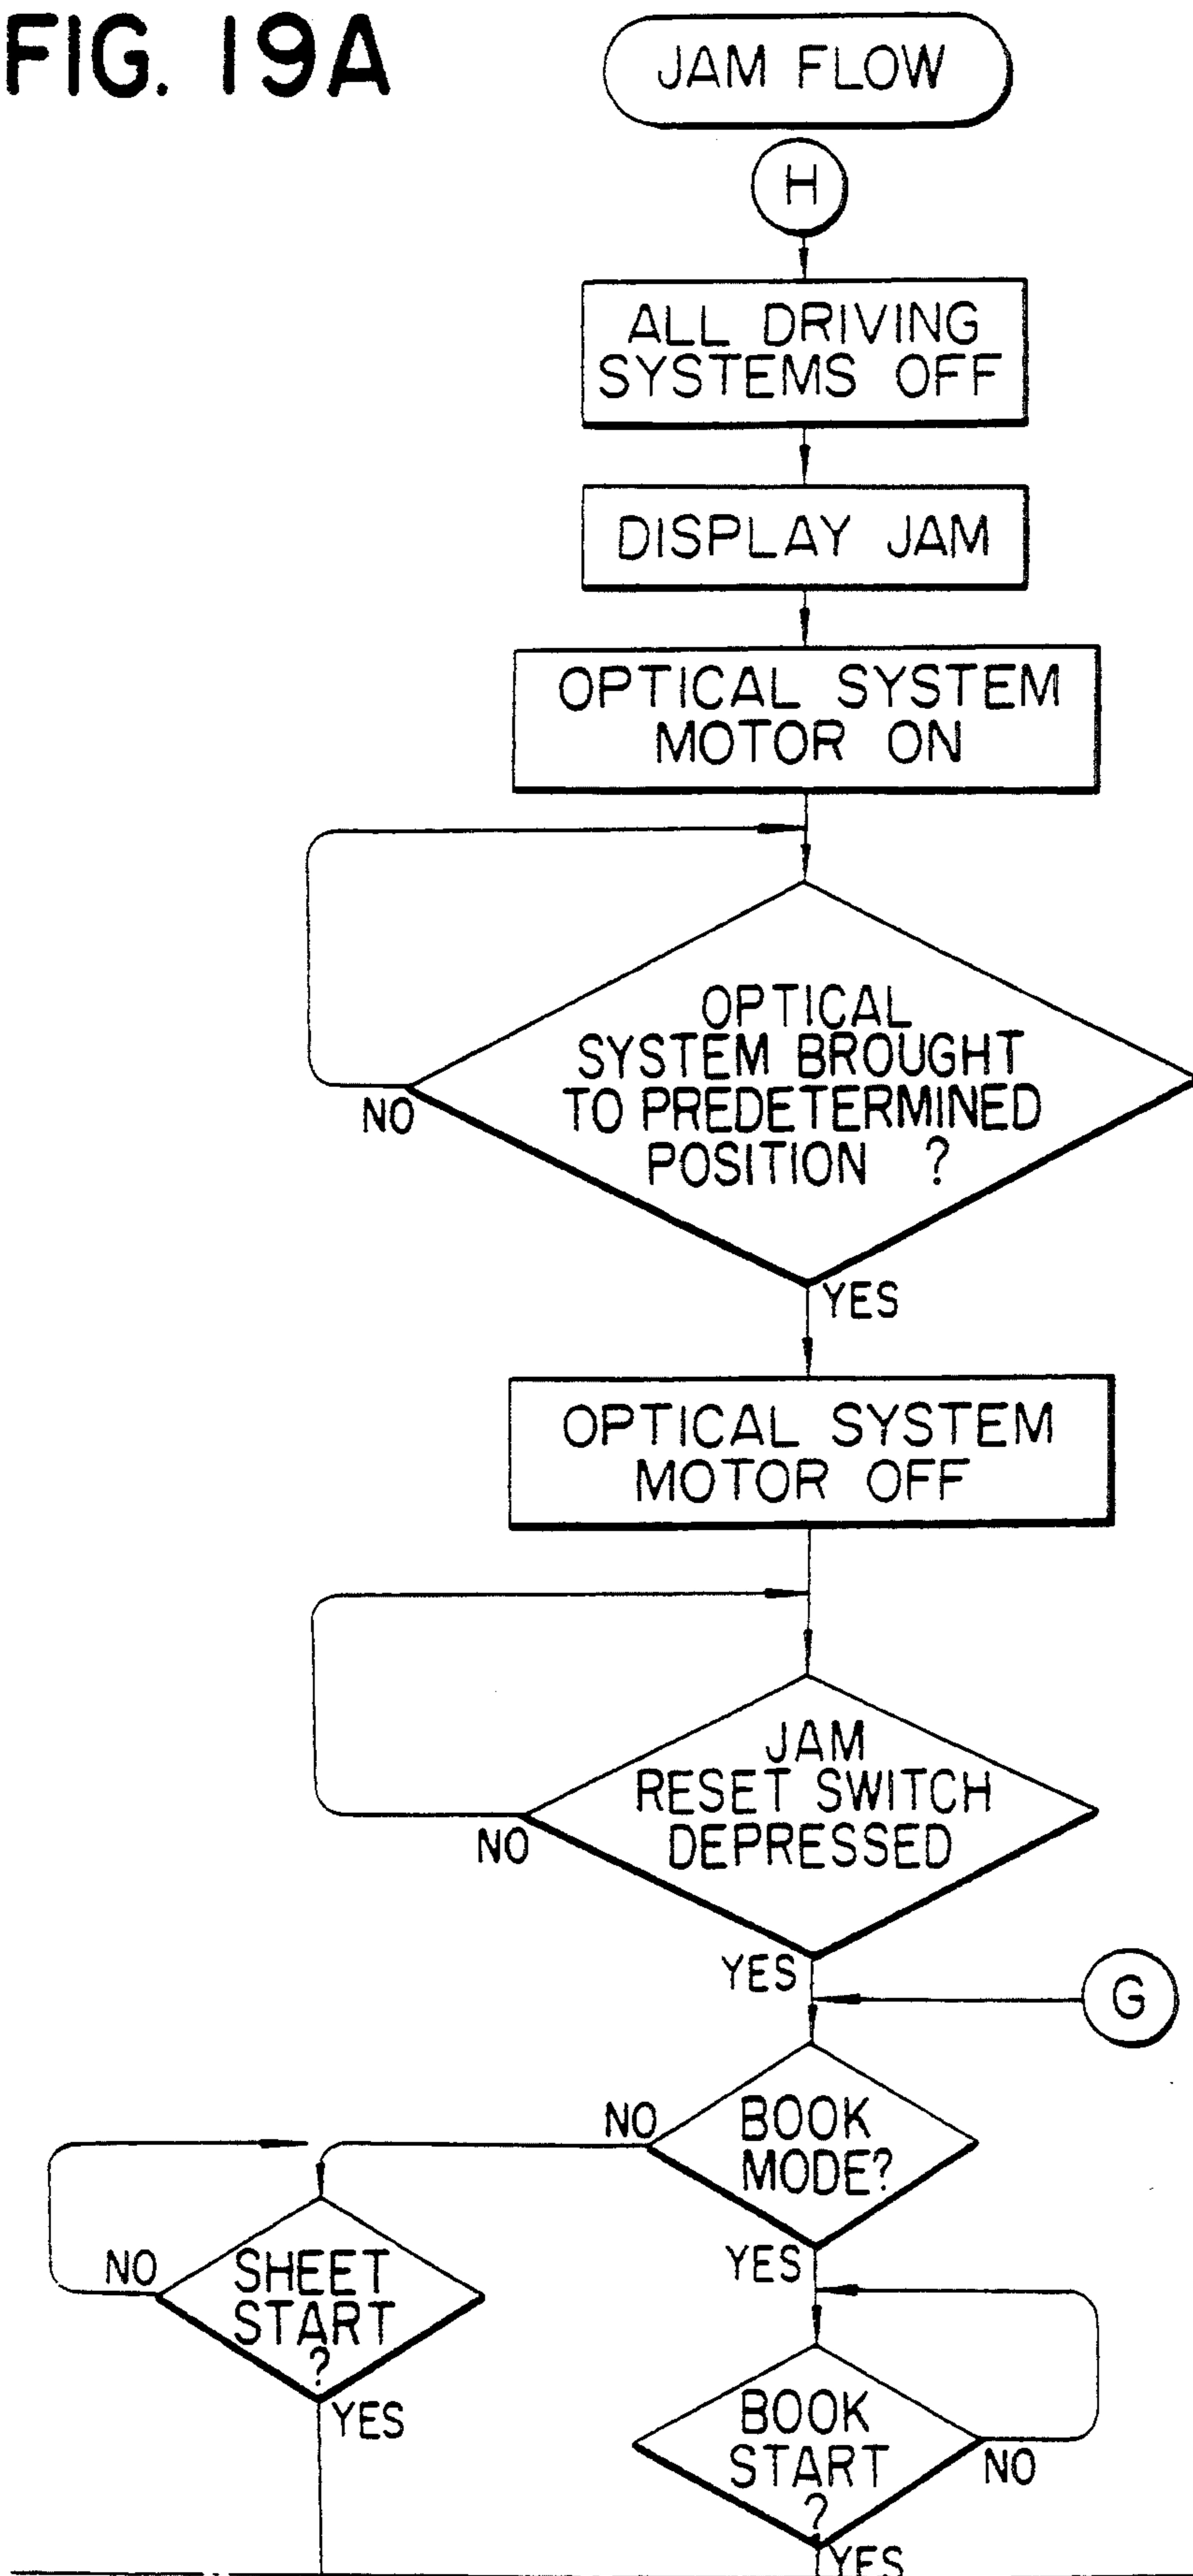 FIG. 19A
JAM FLOW
H
ALL DRIVING
SYSTEMS OFF
DISPLAY JAM
OPTICAL SYSTEM
MOTOR ON
OPTICAL
SYSTEM BROUGHT
TO PREDETERMINED
POSITION ?
NO
YES
OPTICAL SYSTEM
MOTOR OFF
JAM
RESET SWITCH
DEPRESSED
NO
YES
G
BOOK
MODE?
NO
YES
SHEET
START
?
NO
YES
BOOK
START
?
NO
YES